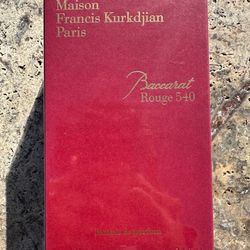 Maison
Francis Kurkdjian
Paris
Baccarat
Rouge 540